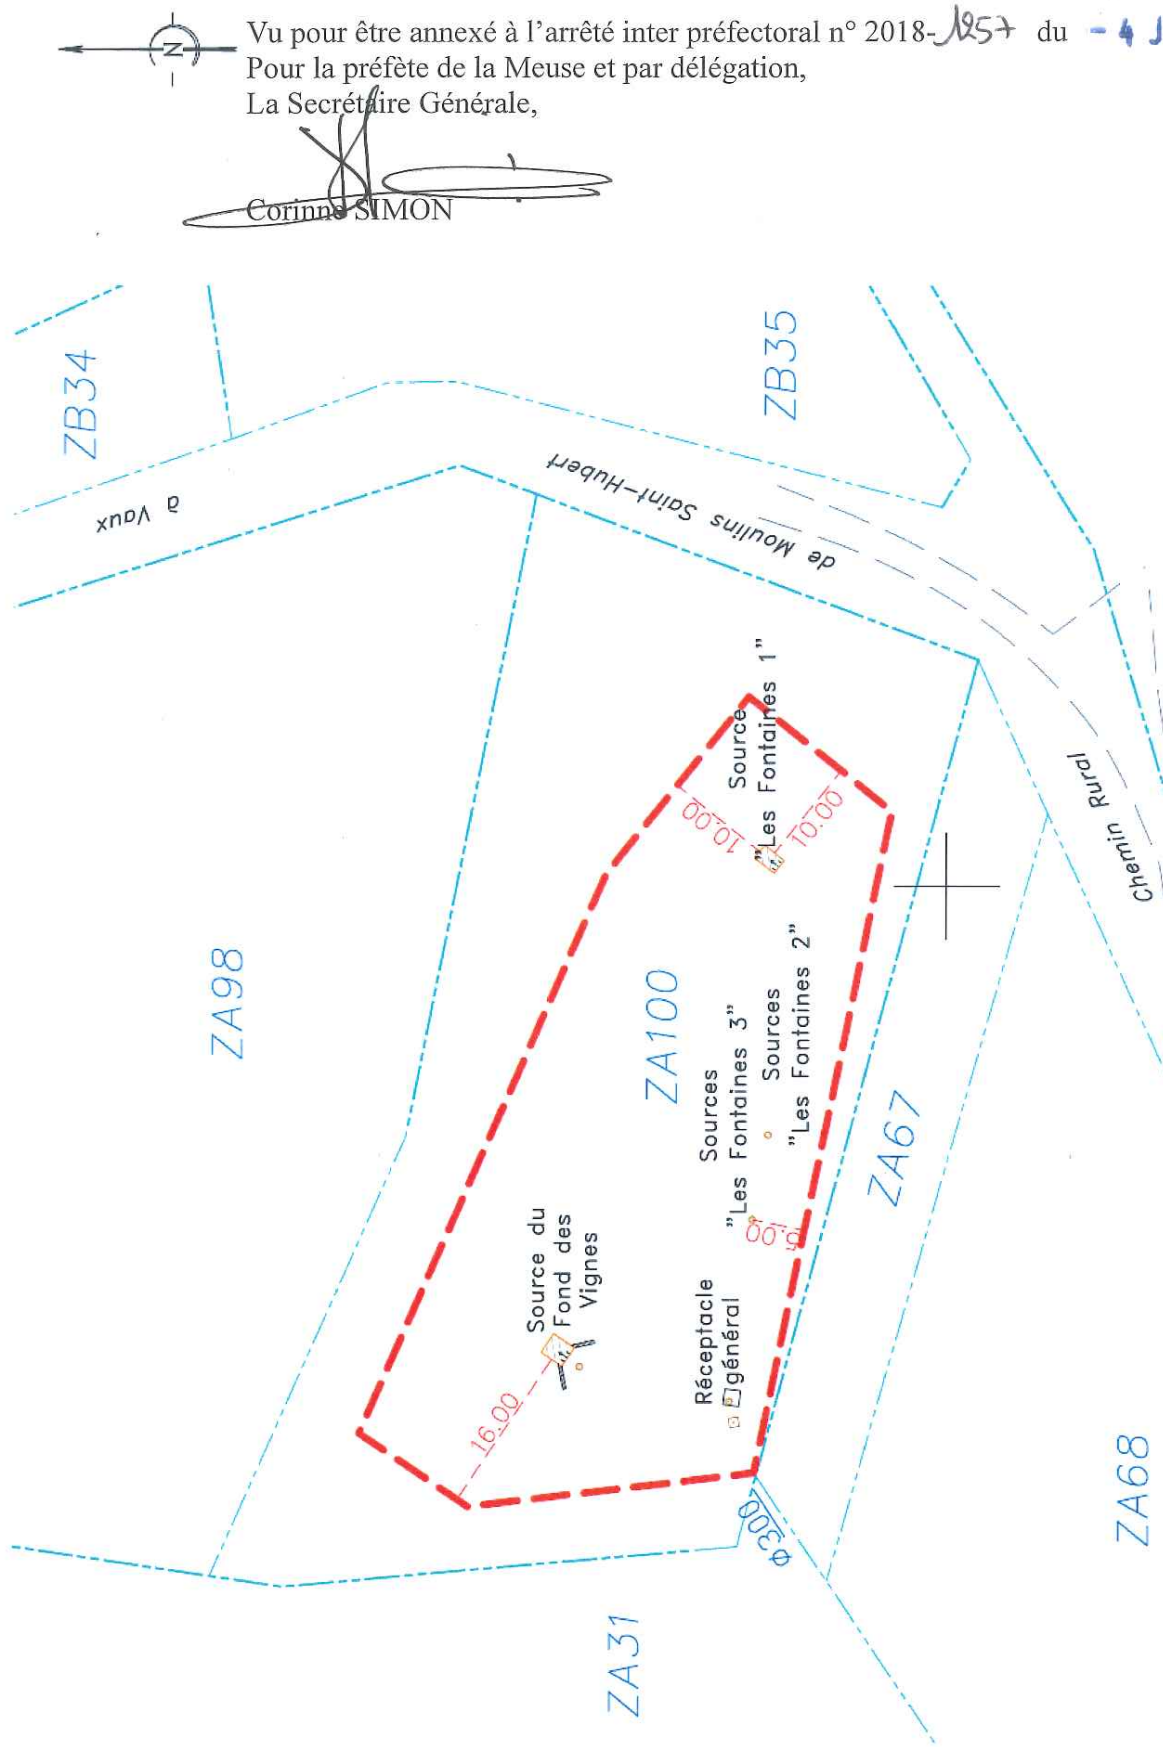 N
Vu pour être annexé à l'arrêté inter préfectoral n° 2018-1257 du - 4 J
Pour la préfète de la Meuse et par délégation,
La Secrétaire Générale,
Corinne SIMON
ZB34
ZB35
à Vaux
de Moulins Saint-Hubert
Chemin Rural
ZA98
ZA100
Source
"Les Fontaines 1"
10.00
10.00
Sources
"Les Fontaines 2"
Sources
"Les Fontaines 3"
5.00
ZA67
Source du
Fond des
Vignes
16.00
Réceptacle
général
ø300
ZA31
ZA68